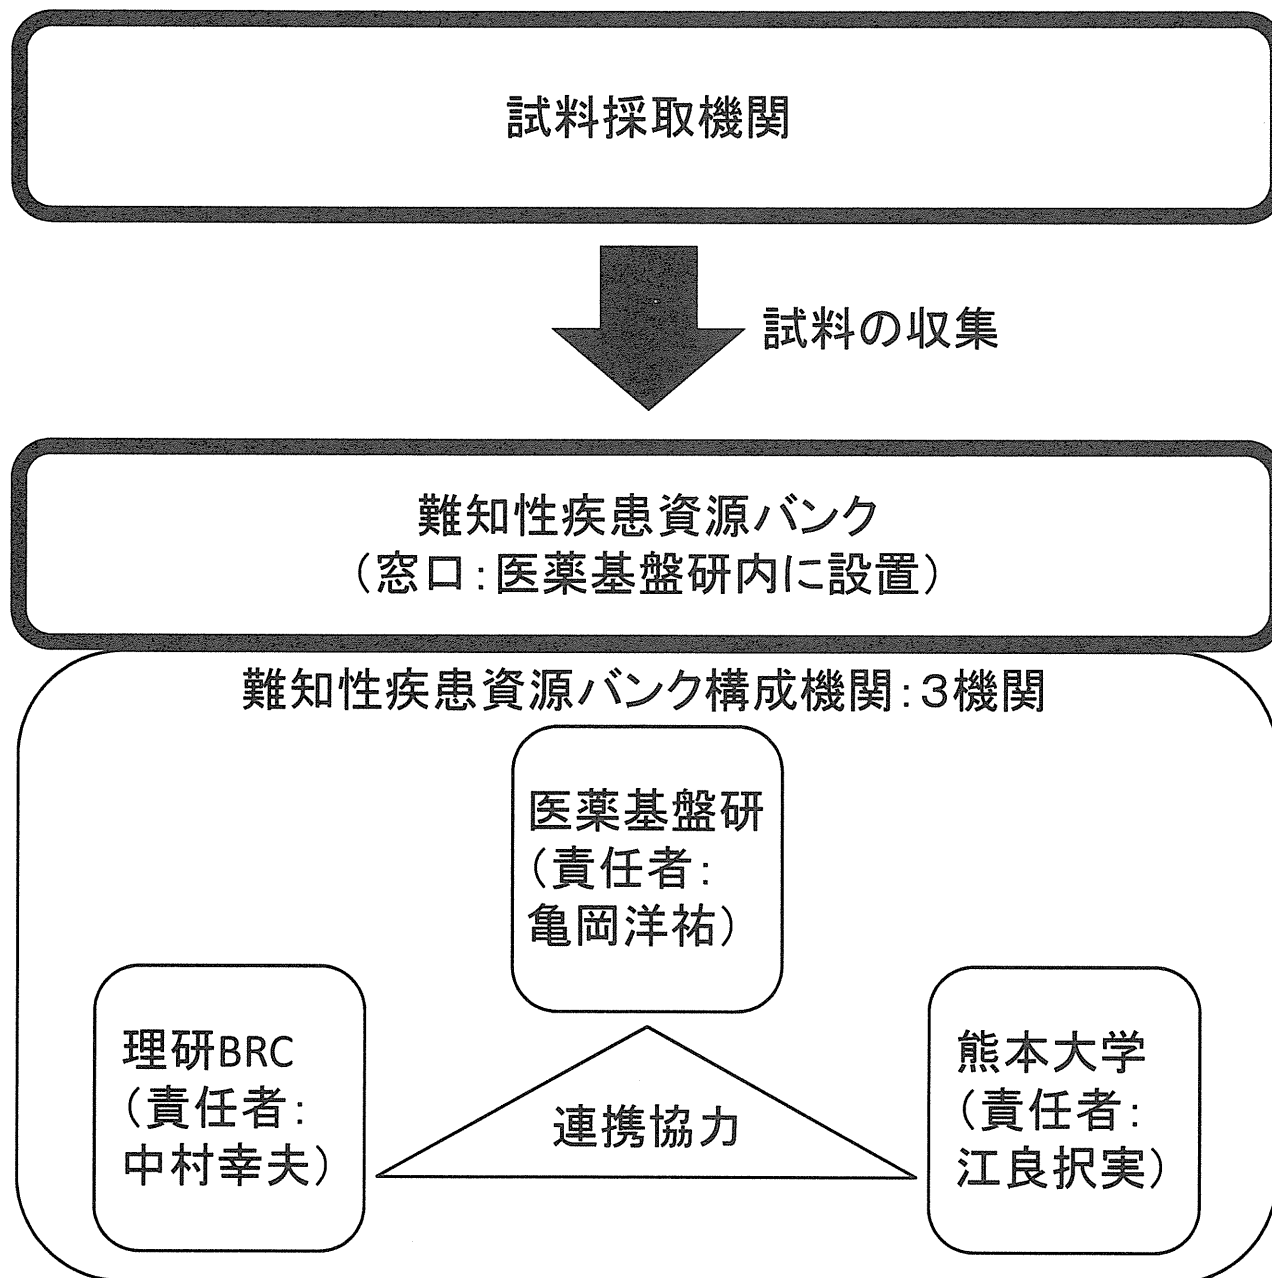 試料採取機関
試料の収集
難知性疾患資源バンク
(窓口:医薬基盤研内に設置)
難知性疾患資源バンク構成機関:3機関
医薬基盤研
(責任者:
亀岡洋祐)
理研BRC
(責任者:
中村幸夫)
連携協力
熊本大学
(責任者:
江良択実)